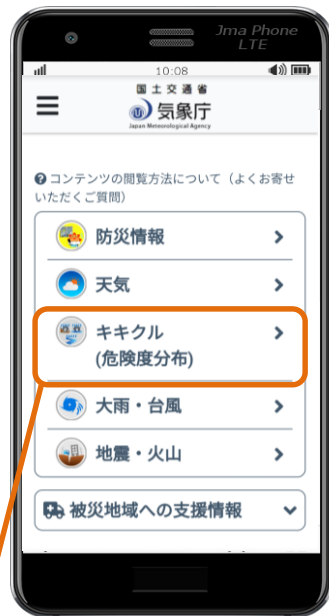 Jma Phone
LTE
10:08
国土交通省
気象庁
Japan Meteorological Agency
コンテンツの閲覧方法について（よくお寄せ
いただくご質問）
防災情報
天気
キキクル
(危険度分布)
大雨・台風
地震・火山
被災地域への支援情報